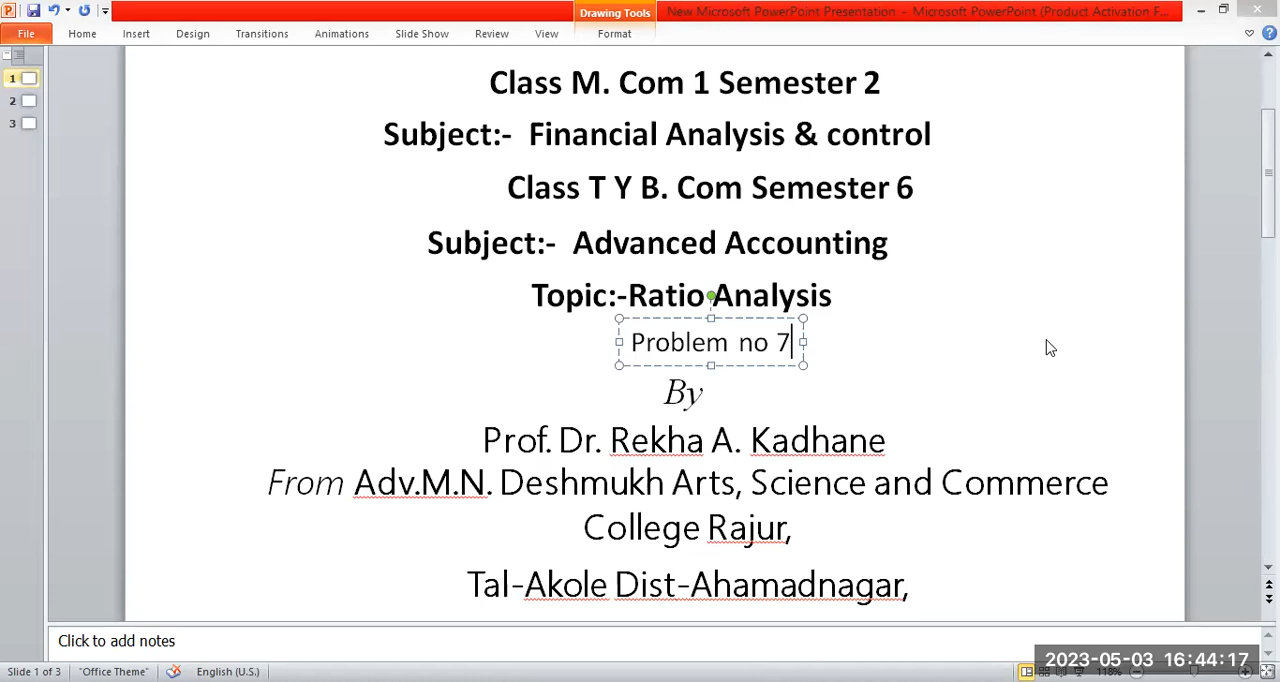 Drawing Tools
New Microsoft PowerPoint Presentation - Microsoft PowerPoint (Product Activation F...
File Home Insert Design Transitions Animations Slide Show Review View Format
1
2
3
Class M. Com 1 Semester 2
Subject:- Financial Analysis & control
Class T Y B. Com Semester 6
Subject:- Advanced Accounting
Topic:-Ratio Analysis
Problem no 7
By
Prof. Dr. Rekha A. Kadhane
From Adv.M.N. Deshmukh Arts, Science and Commerce
College Rajur,
Tal-Akole Dist-Ahamadnagar,
Click to add notes
Slide 1 of 3 "Office Theme" English (U.S.) 118%
2023-05-03 16:44:17